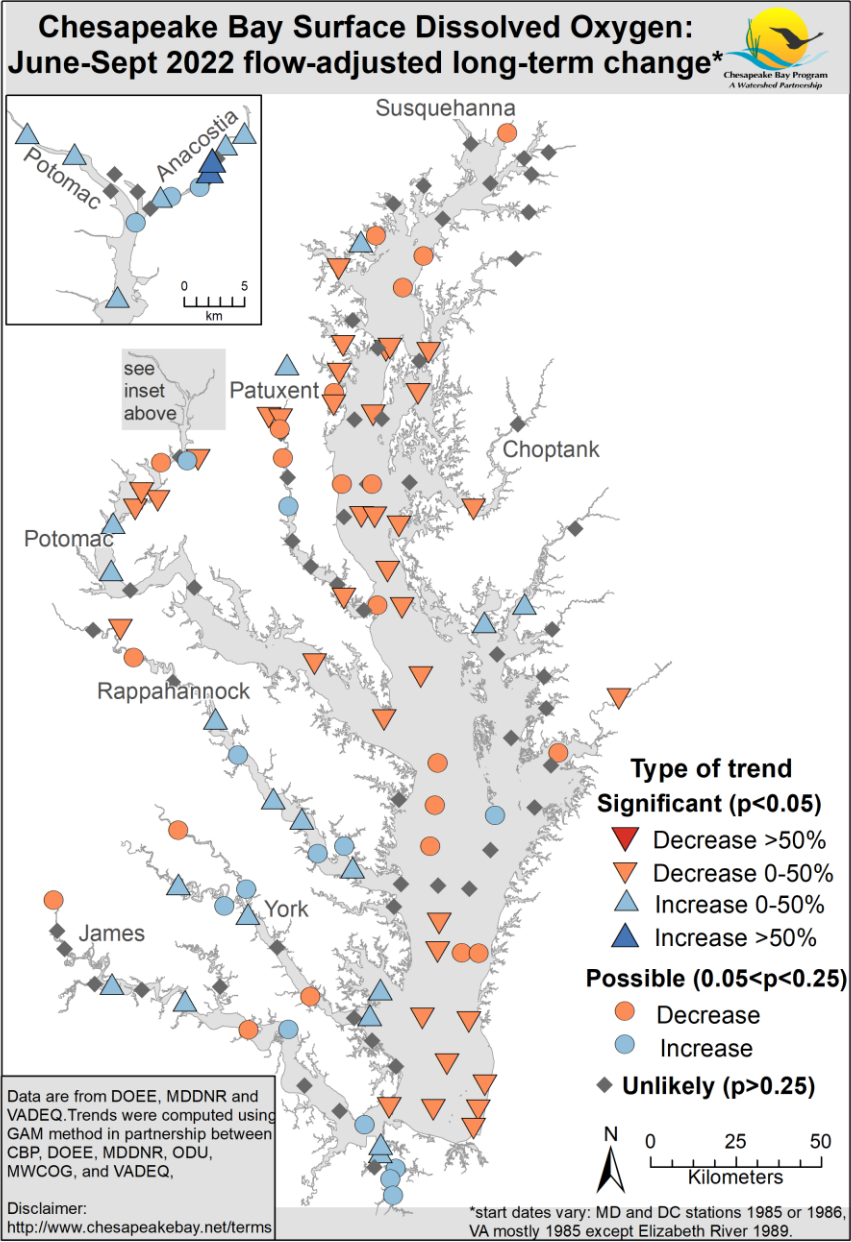 Chesapeake Bay Surface Dissolved Oxygen:
June-Sept 2022 flow-adjusted long-term change*
Chesapeake Bay Program
A Watershed Partnership
Susquehanna
Potomac
Anacostia
0 5
km
see
inset
above
Patuxent
Choptank
Potomac
Rappahannock
York
James
Type of trend
Significant (p<0.05)
Decrease >50%
Decrease 0-50%
Increase 0-50%
Increase >50%
Possible (0.05<p<0.25)
Decrease
Increase
Unlikely (p>0.25)
N
0 25 50
Kilometers
Data are from DOEE, MDDNR and
VADEQ.Trends were computed using
GAM method in partnership between
CBP, DOEE, MDDNR, ODU,
MWCOG, and VADEQ,
Disclaimer:
http://www.chesapeakebay.net/terms
*start dates vary: MD and DC stations 1985 or 1986,
VA mostly 1985 except Elizabeth River 1989.